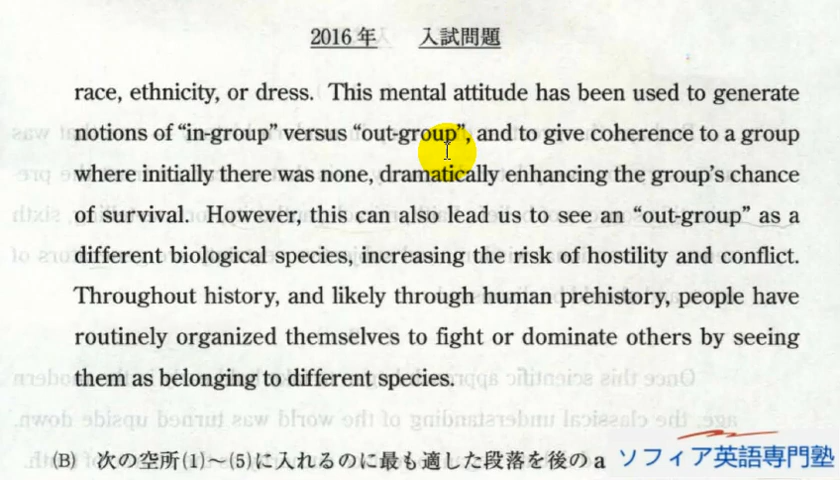 2016年 入試問題
race, ethnicity, or dress. This mental attitude has been used to generate
notions of “in-group” versus “out-group”, and to give coherence to a group
where initially there was none, dramatically enhancing the group’s chance
of survival. However, this can also lead us to see an “out-group” as a
different biological species, increasing the risk of hostility and conflict.
Throughout history, and likely through human prehistory, people have
routinely organized themselves to fight or dominate others by seeing
them as belonging to different species.
(B) 次の空所(1)～(5)に入れるのに最も適した段落を後のa
ソフィア英語専門塾